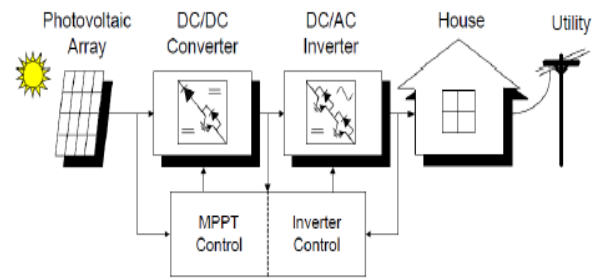 Photovoltaic
Array
DC/DC
Converter
DC/AC
Inverter
House
Utility
MPPT
Control
Inverter
Control